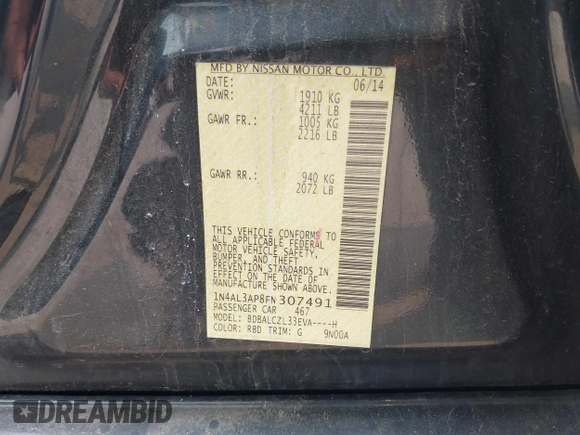 MFD BY NISSAN MOTOR CO., LTD.
DATE: 06/14
GVWR: 1910 KG
4211 LB
GAWR FR.: 1005 KG
2216 LB
GAWR RR.: 940 KG
2072 LB
THIS VEHICLE CONFORMS TO
ALL APPLICABLE FEDERAL
MOTOR VEHICLE SAFETY,
BUMPER, AND THEFT
PREVENTION STANDARDS IN
EFFECT ON THE DATE OF
MANUFACTURE SHOWN ABOVE.
1N4AL3AP8FN 307491
PASSENGER CAR 467
MODEL: BDBALCZL33EVA----H
COLOR: RBD TRIM: G 9N00A
DREAMBID